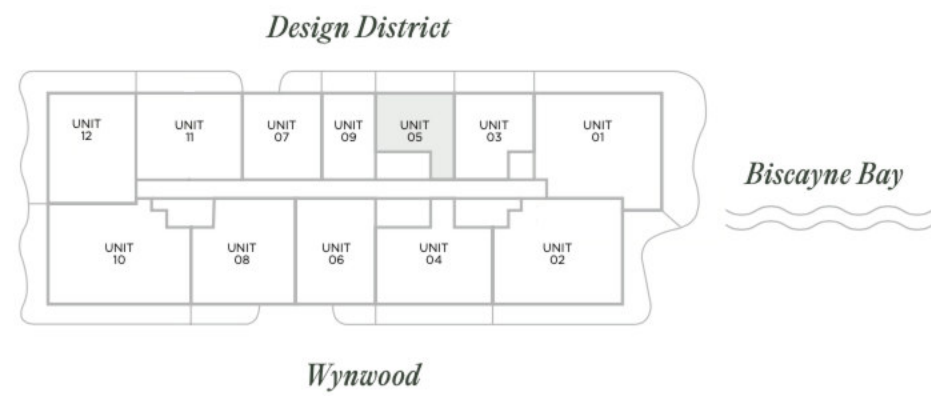 Design District
UNIT
12
UNIT
11
UNIT
07
UNIT
09
UNIT
05
UNIT
03
UNIT
01
Biscayne Bay
UNIT
10
UNIT
08
UNIT
06
UNIT
04
UNIT
02
Wynwood